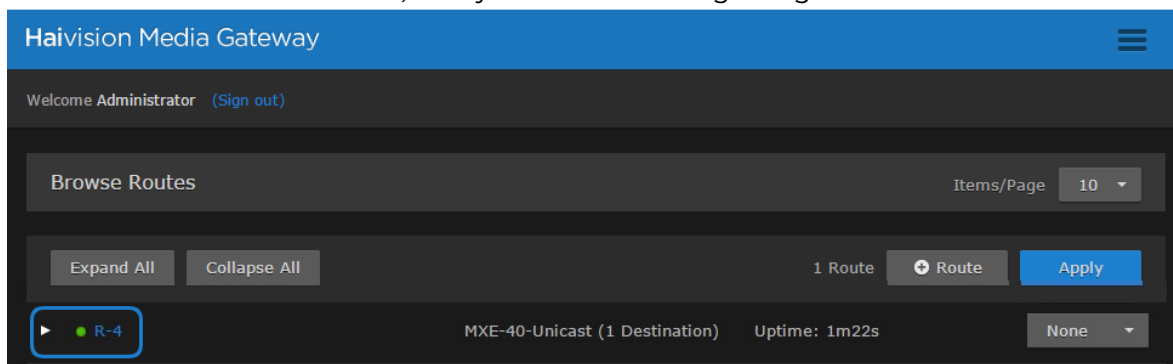 Haivision Media Gateway
Welcome Administrator (Sign out)
Browse Routes Items/Page 10
Expand All Collapse All 1 Route Route Apply
R-4 MXE-40-Unicast (1 Destination) Uptime: 1m22s None